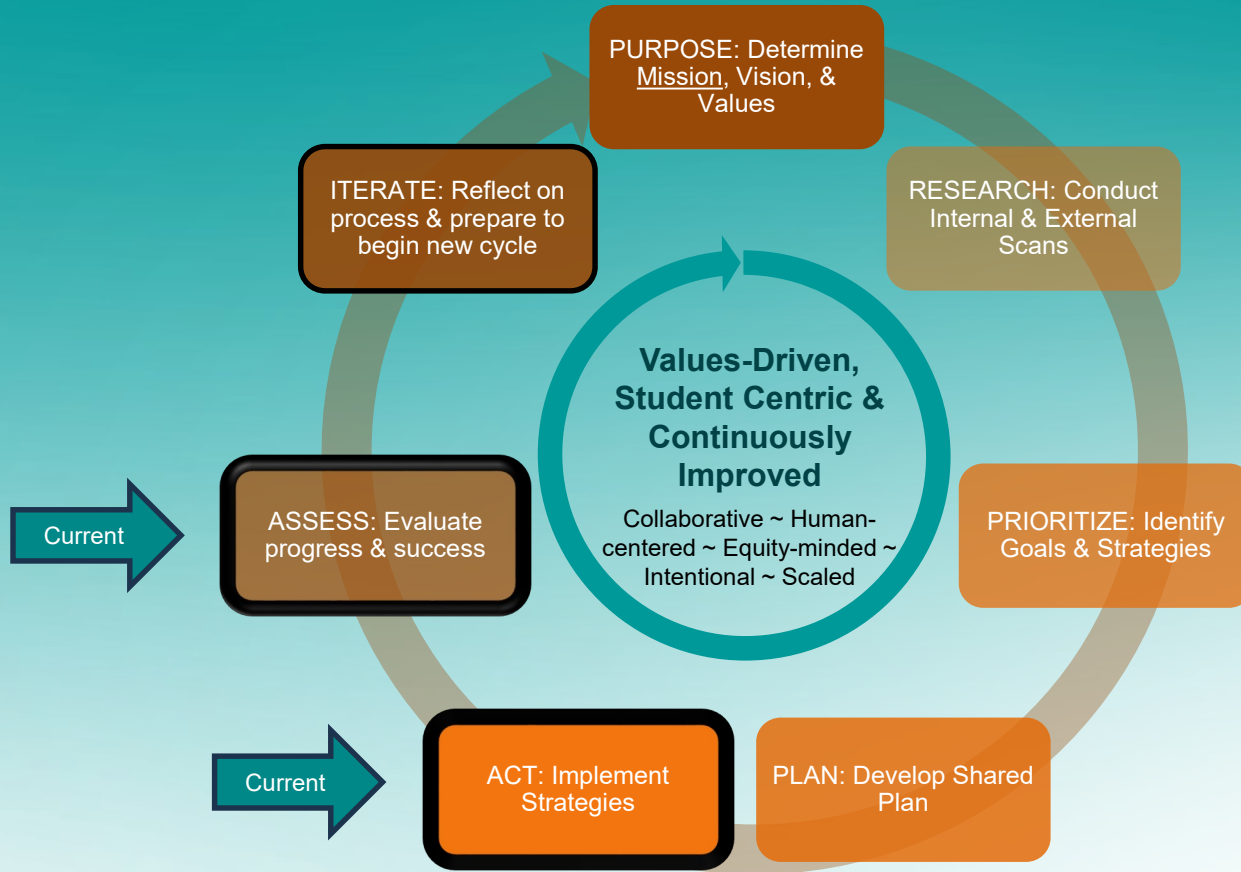 PURPOSE: Determine
Mission, Vision, &
Values
RESEARCH: Conduct
Internal & External
Scans
PRIORITIZE: Identify
Goals & Strategies
PLAN: Develop Shared
Plan
ACT: Implement
Strategies
Current
ASSESS: Evaluate
progress & success
Current
ITERATE: Reflect on
process & prepare to
begin new cycle
Values-Driven,
Student Centric &
Continuously
Improved
Collaborative ~ Human-
centered ~ Equity-minded ~
Intentional ~ Scaled